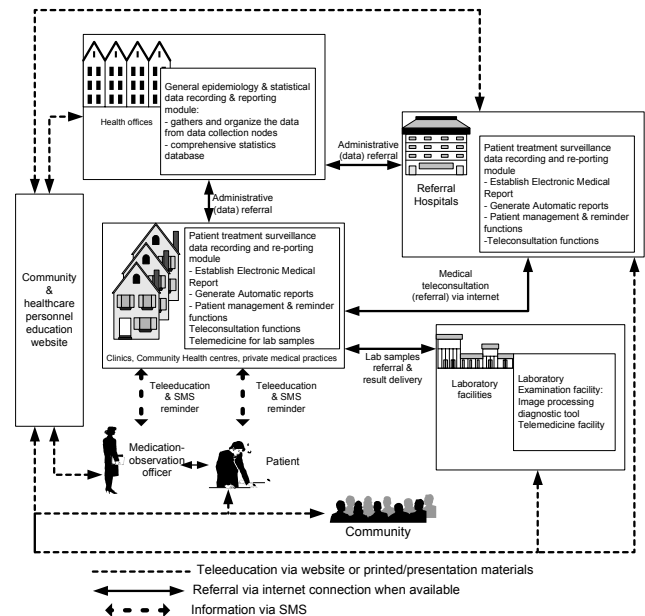 General epidemiology & statistical
data recording & reporting
module:
- gathers and organize the data
from data collection nodes
- comprehensive statistics
database
Health offices
Administrative
(data) referral
Patient treatment surveillance
data recording and re-porting
module
- Establish Electronic Medical
Report
- Generate Automatic reports
- Patient management & reminder
functions
-Teleconsultation functions
Referral
Hospitals
Administrative
(data) referral
Community
&
healthcare
personnel
education
website
Patient treatment surveillance
data recording and re-porting
module
- Establish Electronic Medical
Report
- Generate Automatic reports
- Patient management & reminder
functions
Teleconsultation functions
Telemedicine for lab samples
Clinics, Community Health centres, private medical practices
Medical
teleconsultation
(referral) via internet
Lab samples
referral &
result delivery
Laboratory
facilities
Laboratory
Examination facility:
Image processing
diagnostic tool
Telemedicine facility
Teleeducation
& SMS
reminder
Teleeducation
& SMS
reminder
Medication-
observation
officer
Patient
Community
Teleeducation via website or printed/presentation materials
Referral via internet connection when available
Information via SMS